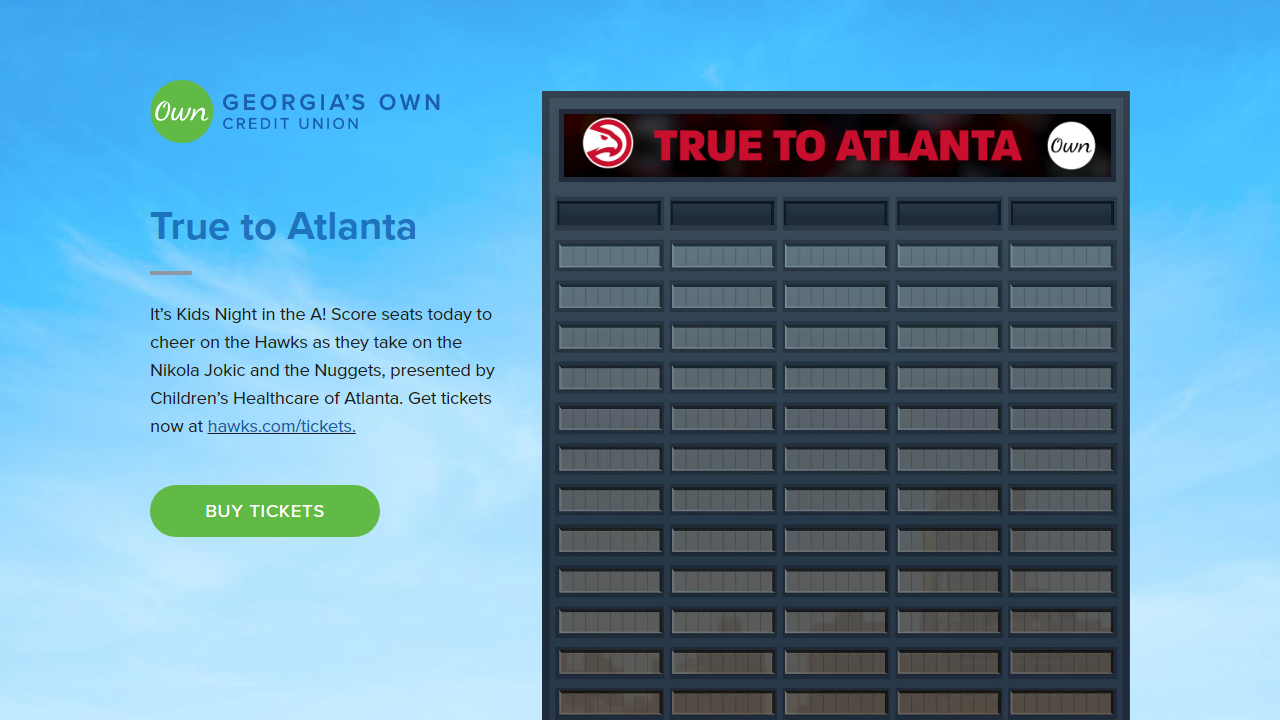 Own
GEORGIA'S OWN
CREDIT UNION
TRUE TO ATLANTA
Own
True to Atlanta
It's Kids Night in the A! Score seats today to
cheer on the Hawks as they take on the
Nikola Jokic and the Nuggets, presented by
Children's Healthcare of Atlanta. Get tickets
now at hawks.com/tickets.
BUY TICKETS